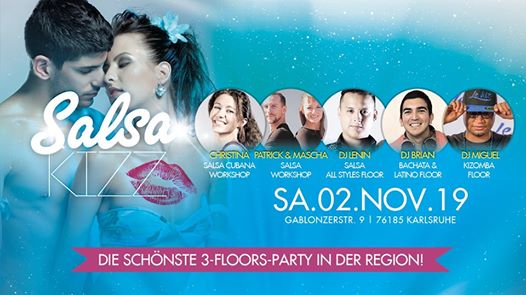 Salsa
KIZZ
CHRISTINA
SALSA CUBANA
WORKSHOP
PATRICK & MASCHA
SALSA
WORKSHOP
DJ LENIN
SALSA
ALL STYLES FLOOR
DJ BRIAN
BACHATA &
LATINO FLOOR
DJ MIGUEL
KIZOMBA
FLOOR
SA.02.NOV.19
GABLONZERSTR. 9 | 76185 KARLSRUHE
DIE SCHÖNSTE 3-FLOORS-PARTY IN DER REGION!